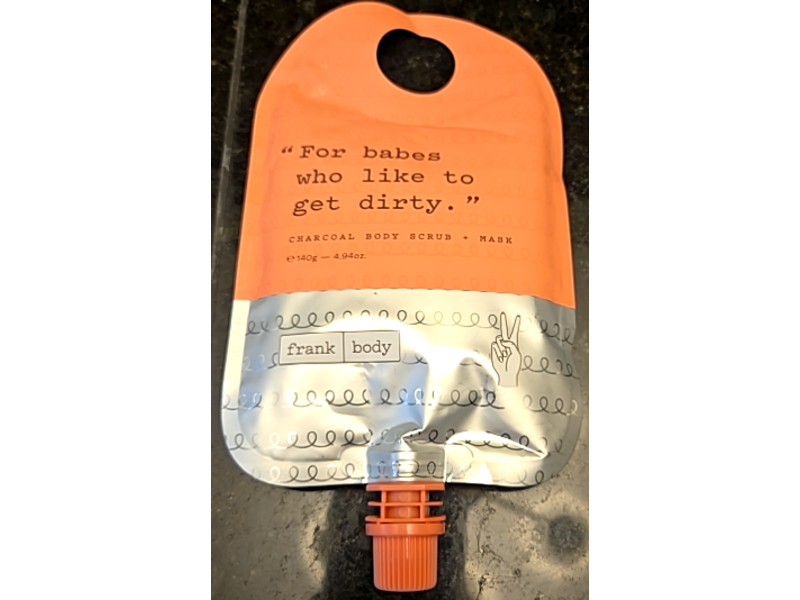 “For babes
who like to
get dirty.”
CHARCOAL BODY SCRUB + MASK
℮ 140g — 4.94oz.
frank body